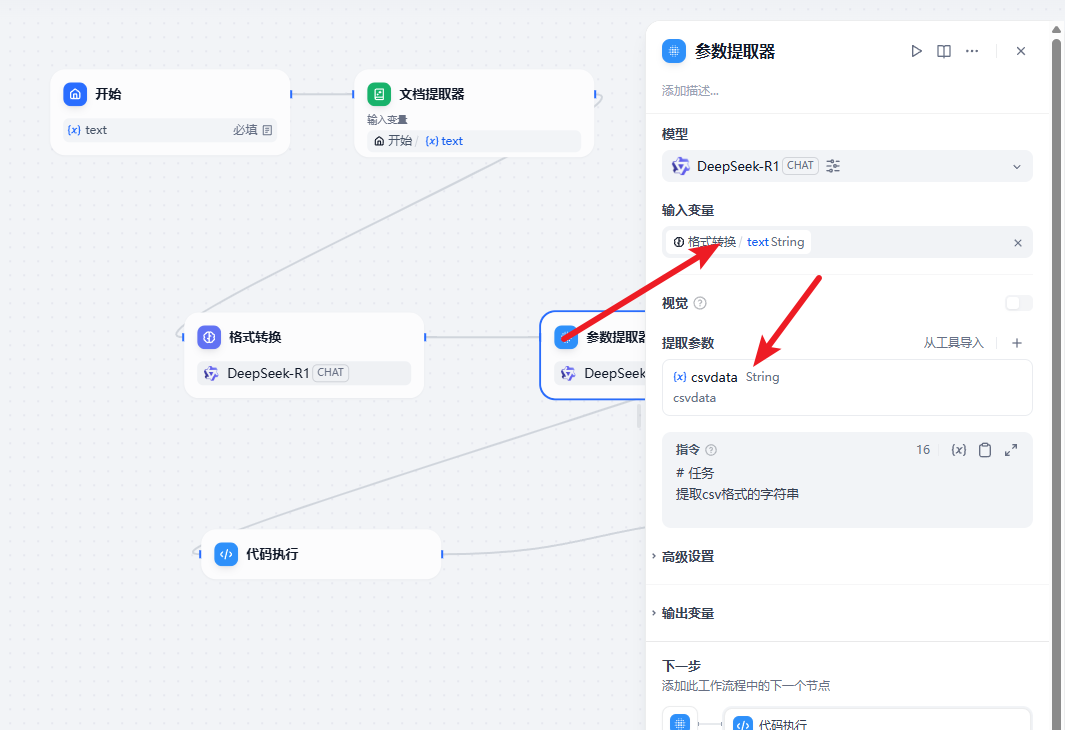 开始
{x} text 必填
文档提取器
输入变量
开始 / {x} text
格式转换
DeepSeek-R1 CHAT
参数提取器
DeepSeek
代码执行
参数提取器
添加描述...
模型
DeepSeek-R1 CHAT
输入变量
格式转换 / text String
视觉
提取参数 从工具导入
{x} csvdata String
csvdata
指令 16 {x}
# 任务
提取csv格式的字符串
高级设置
输出变量
下一步
添加此工作流程中的下一个节点
代码执行